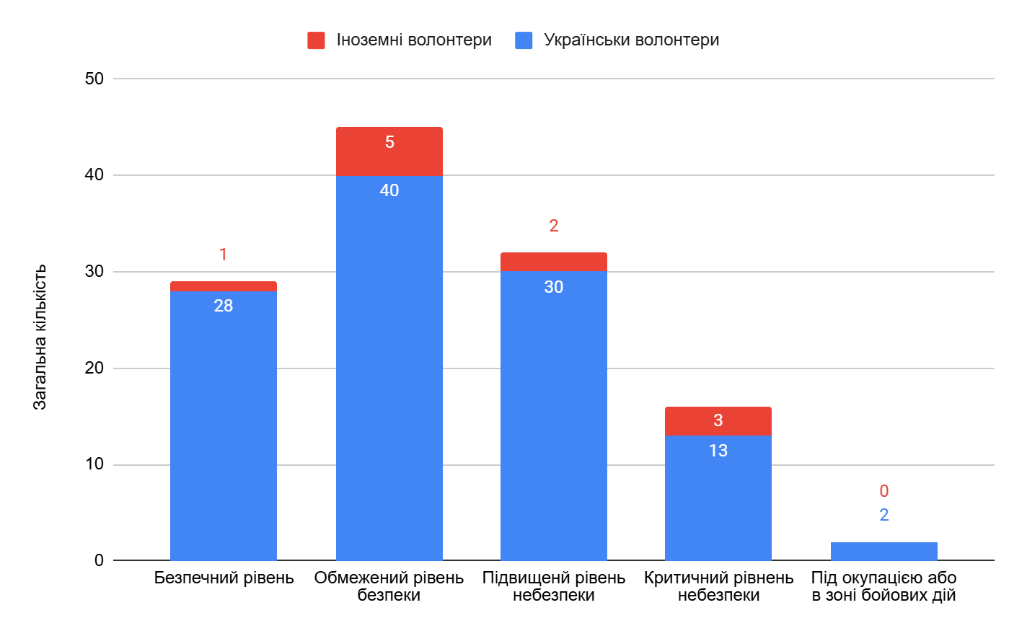 Іноземні волонтери
Українськи волонтери
Загальна кількість
50
40
30
20
10
0
1
28
5
40
2
30
3
13
0
2
Безпечний рівень
Обмежений рівень
безпеки
Підвищенй рівень
небезпеки
Критичний рівнень
небезпеки
Під окупацією або
в зоні бойових дій